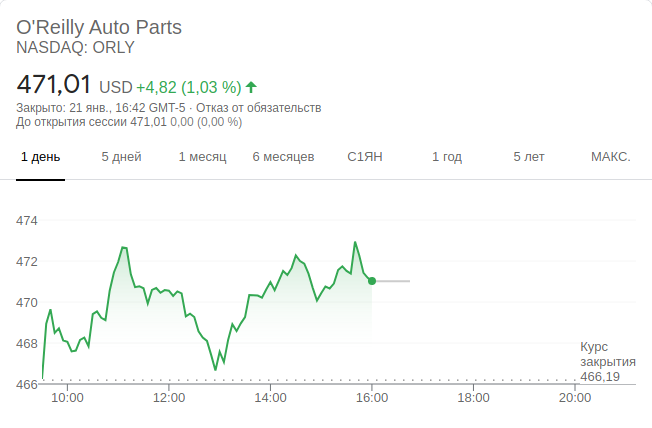 O'Reilly Auto Parts
NASDAQ: ORLY
471,01 USD +4,82 (1,03 %)
Закрыто: 21 янв., 16:42 GMT-5 · Отказ от обязательств
До открытия сессии 471,01 0,00 (0,00 %)
1 день 5 дней 1 месяц 6 месяцев С1ЯН 1 год 5 лет МАКС.
474
472
470
468
466
Курс
закрытия
466,19
10:00 12:00 14:00 16:00 18:00 20:00